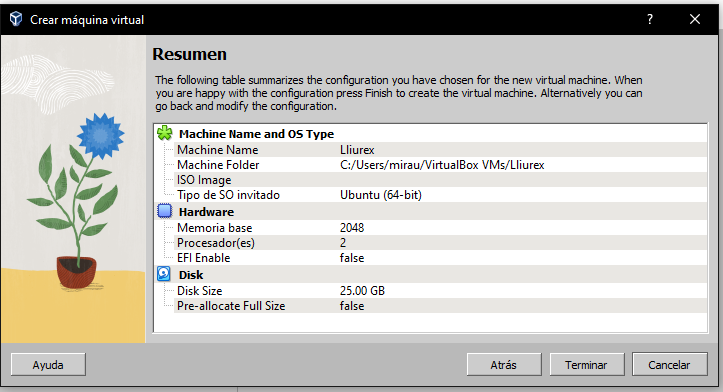 Crear máquina virtual
Resumen
The following table summarizes the configuration you have chosen for the new virtual machine. When
you are happy with the configuration press Finish to create the virtual machine. Alternatively you can
go back and modify the configuration.
Machine Name and OS Type
Machine Name Lliurex
Machine Folder C:/Users/mirau/VirtualBox VMs/Lliurex
ISO Image
Tipo de SO invitado Ubuntu (64-bit)
Hardware
Memoria base 2048
Procesador(es) 2
EFI Enable false
Disk
Disk Size 25.00 GB
Pre-allocate Full Size false
Ayuda Atrás Terminar Cancelar